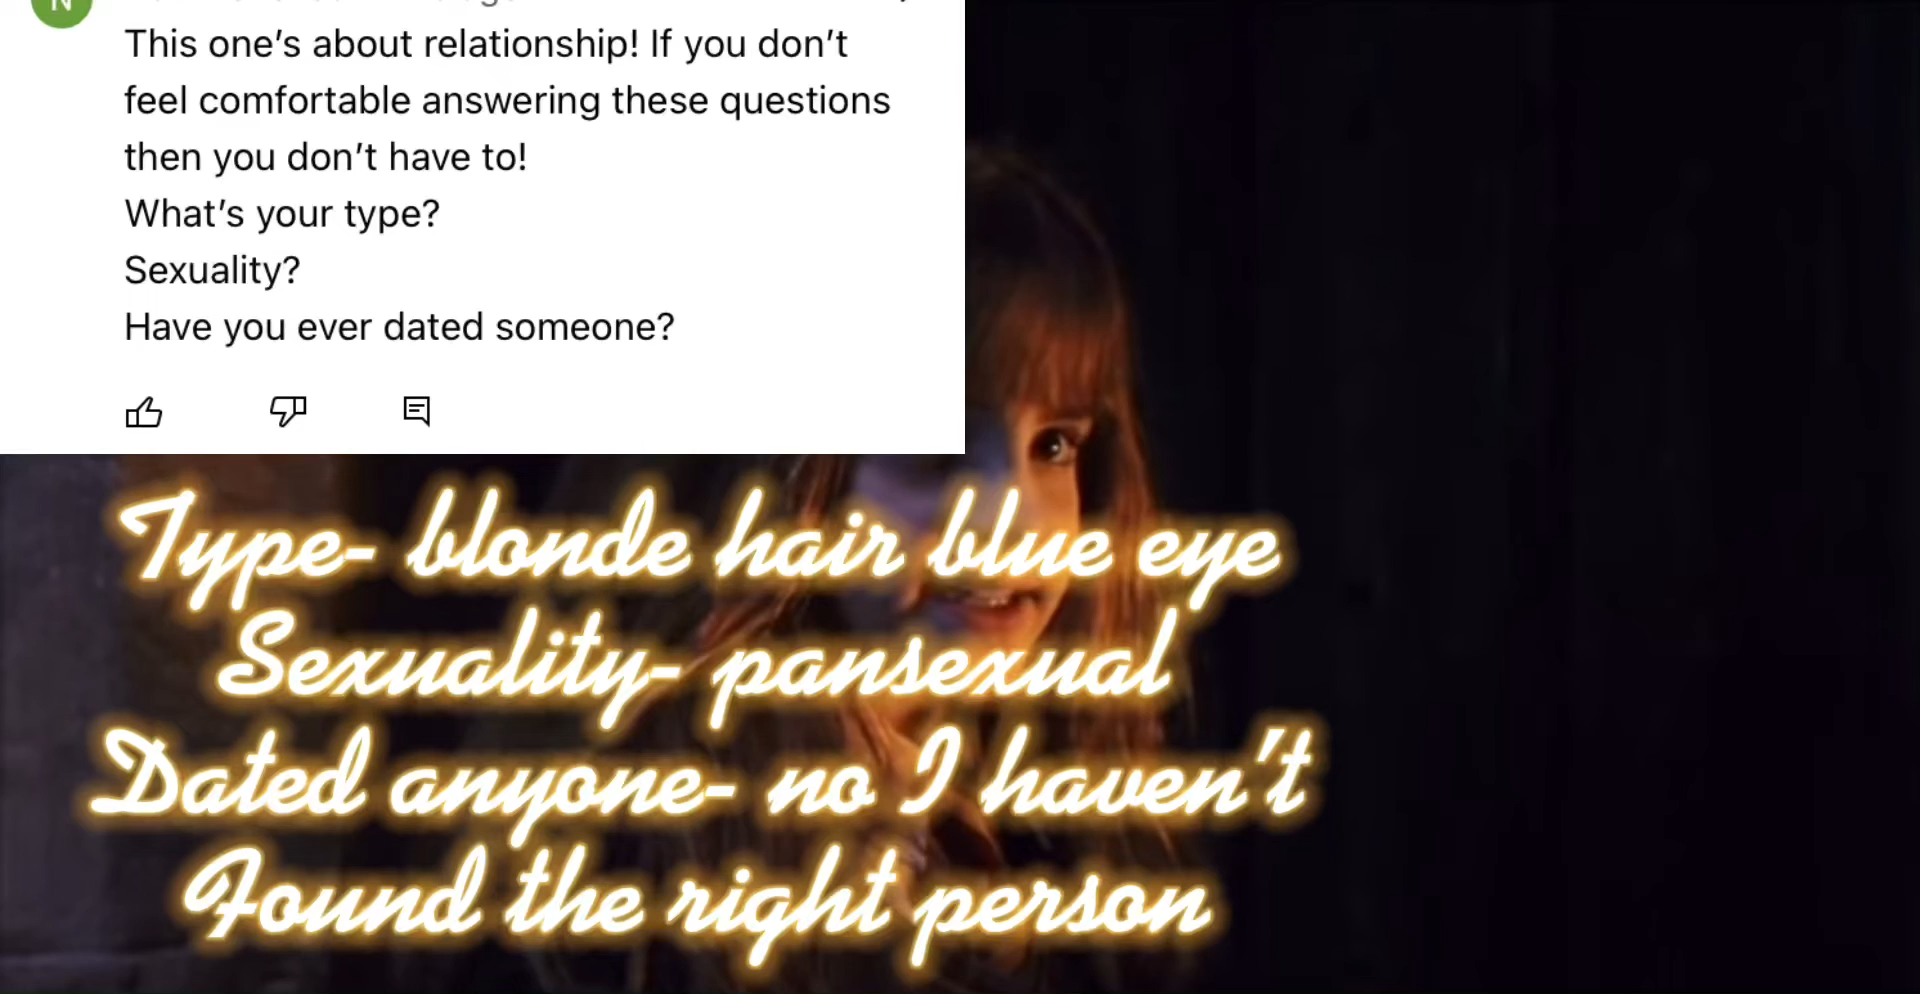 N
This one's about relationship! If you don't
feel comfortable answering these questions
then you don't have to!
What's your type?
Sexuality?
Have you ever dated someone?
Type- blonde hair blue eye
Sexuality- pansexual
Dated anyone- no I haven't
Found the right person